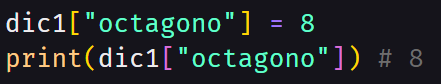 dic1["octagono"] = 8
print(dic1["octagono"]) # 8